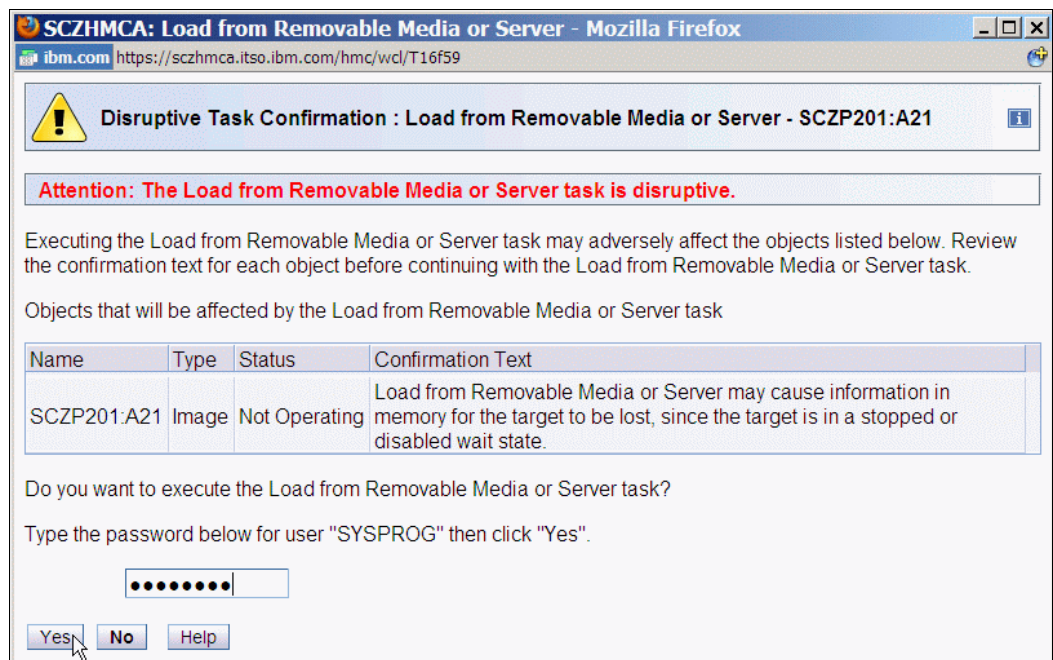 SCZHMCA: Load from Removable Media or Server - Mozilla Firefox
ibm.com https://sczhmca.itso.ibm.com/hmc/wcl/T16f59
Disruptive Task Confirmation : Load from Removable Media or Server - SCZP201:A21
Attention: The Load from Removable Media or Server task is disruptive.
Executing the Load from Removable Media or Server task may adversely affect the objects listed below. Review
the confirmation text for each object before continuing with the Load from Removable Media or Server task.
Objects that will be affected by the Load from Removable Media or Server task
Name Type Status Confirmation Text
SCZP201:A21 Image Not Operating Load from Removable Media or Server may cause information in
memory for the target to be lost, since the target is in a stopped or
disabled wait state.
Do you want to execute the Load from Removable Media or Server task?
Type the password below for user "SYSPROG" then click "Yes".
●●●●●●●●
Yes No Help